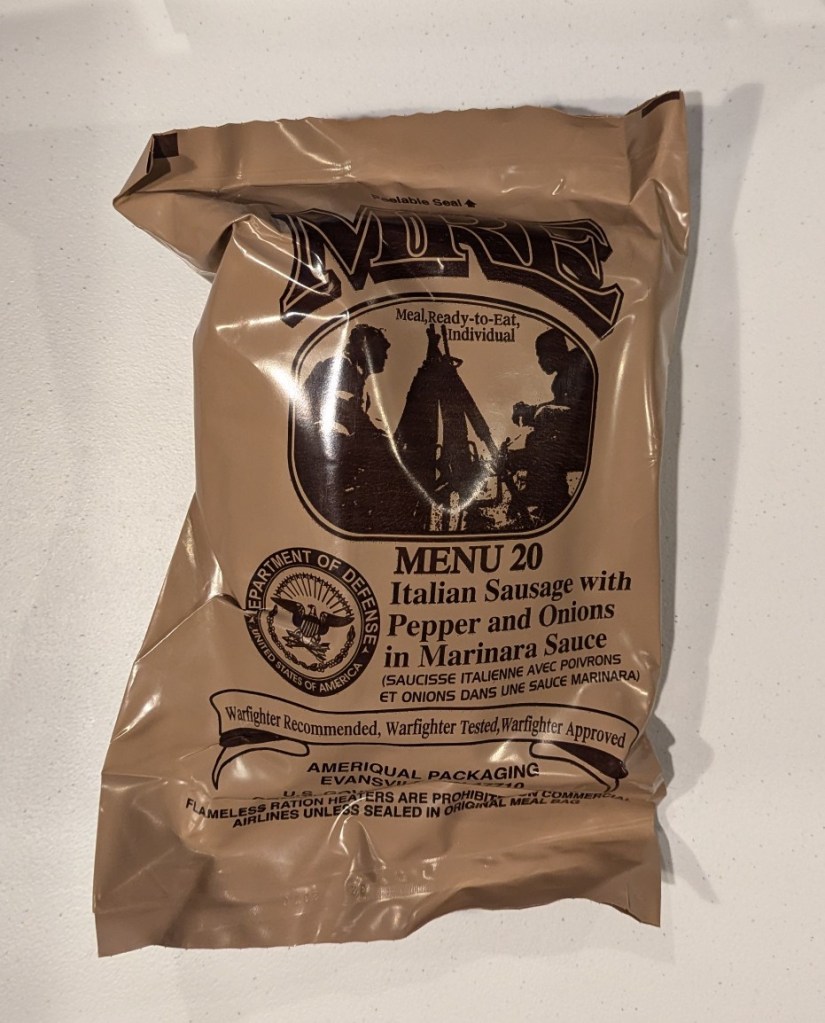 Peelable Seal
MRE
Meal, Ready-to-Eat,
Individual
MENU 20
Italian Sausage with
Pepper and Onions
in Marinara Sauce
(SAUCISSE ITALIENNE AVEC POIVRONS
ET ONIONS DANS UNE SAUCE MARINARA)
DEPARTMENT OF DEFENSE
UNITED STATES OF AMERICA
Warfighter Recommended, Warfighter Tested, Warfighter Approved
AMERIQUAL PACKAGING
U.S.
FLAMELESS RATION HEATERS ARE PROHIBITED ON COMMERCIAL
AIRLINES UNLESS SEALED IN ORIGINAL MEAL BAG